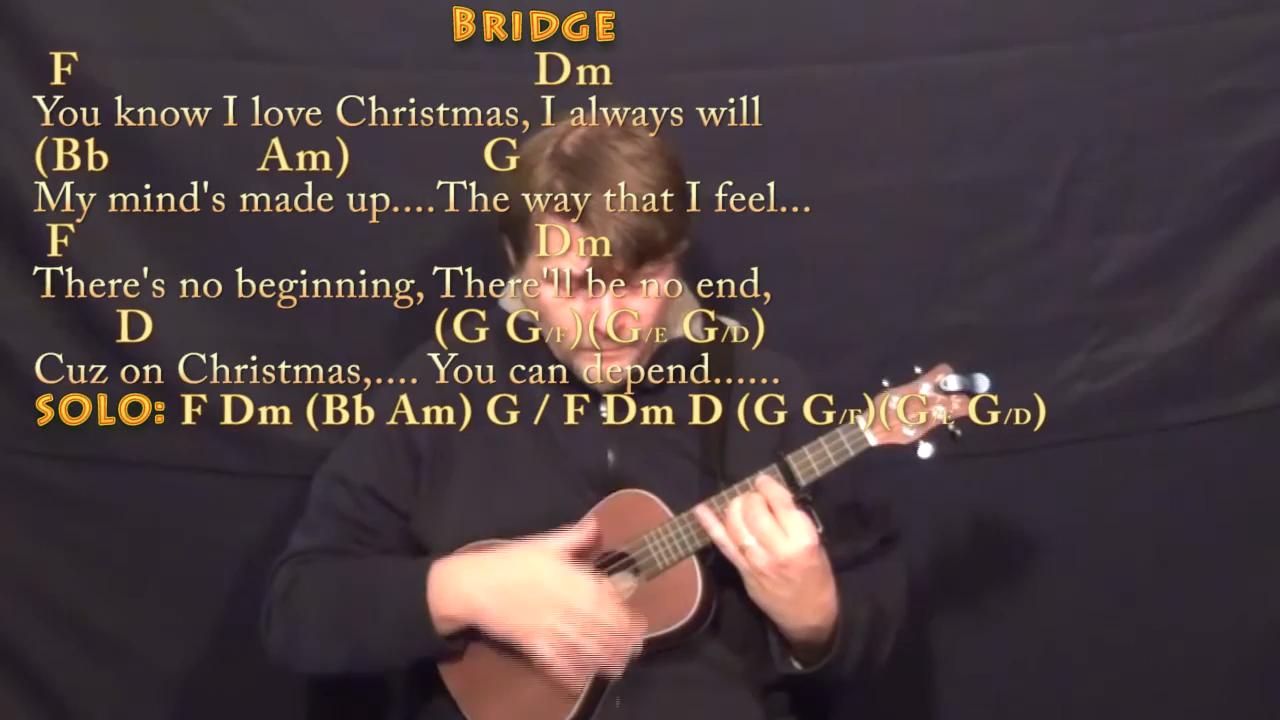 BRIDGE
F Dm
You know I love Christmas, I always will
(Bb Am) G
My mind's made up....The way that I feel...
F Dm
There's no beginning, There'll be no end,
D (G G/F)(G/E G/D)
Cuz on Christmas,.... You can depend......
SOLO: F Dm (Bb Am) G / F Dm D (G G/F)(G/E G/D)